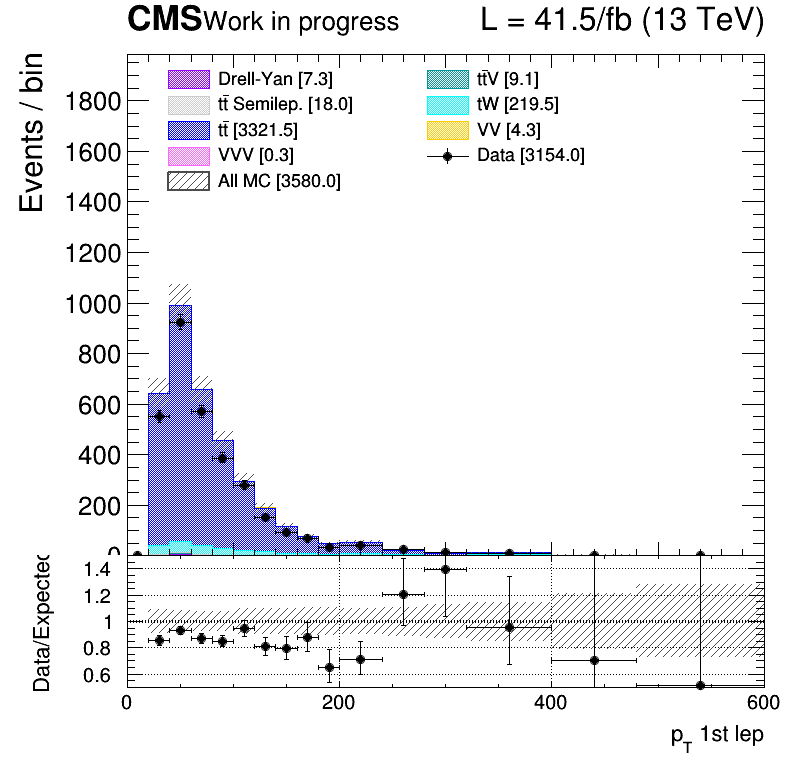 CMS Work in progress L = 41.5/fb (13 TeV)
Events / bin
Drell-Yan [7.3]
tt̄ Semilep. [18.0]
tt̄ [3321.5]
VVV [0.3]
All MC [3580.0]
tt̄V [9.1]
tW [219.5]
VV [4.3]
Data [3154.0]
1800
1600
1400
1200
1000
800
600
400
200
0
Data/Expected
1.4
1.2
1
0.8
0.6
0 200 400 600
p_T 1st lep